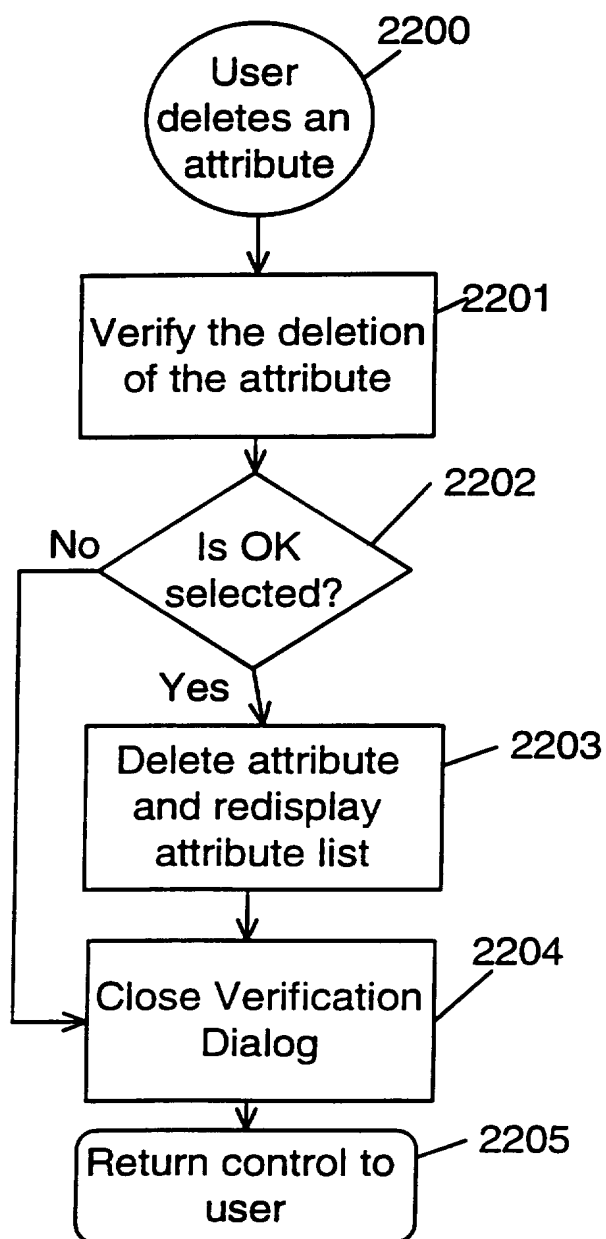 2200
User
deletes an
attribute
2201
Verify the deletion
of the attribute
2202
No
Is OK
selected?
Yes
2203
Delete attribute
and redisplay
attribute list
2204
Close Verification
Dialog
2205
Return control to
user